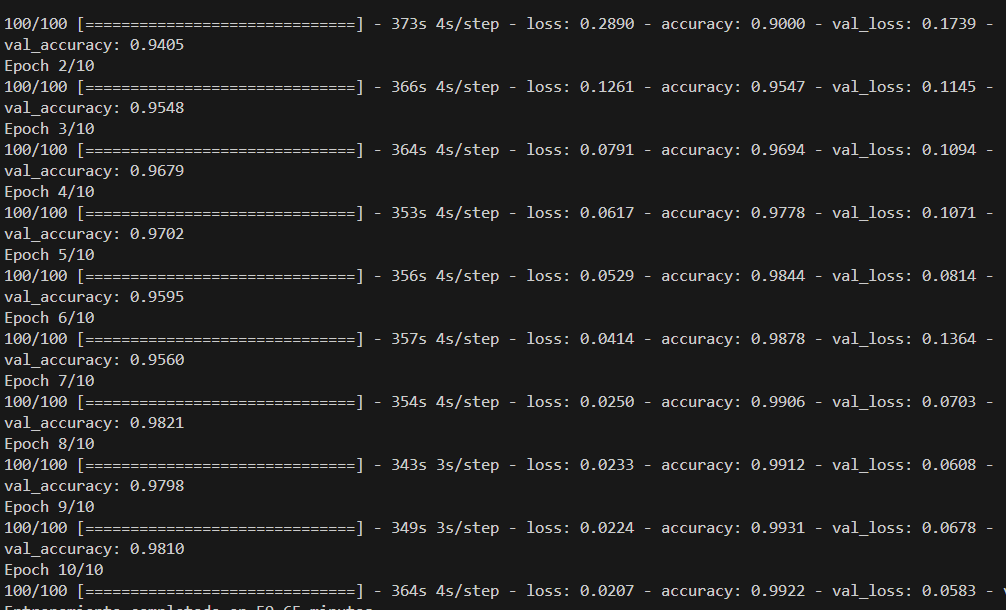 100/100 [==============================] - 373s 4s/step - loss: 0.2890 - accuracy: 0.9000 - val_loss: 0.1739 -
val_accuracy: 0.9405
Epoch 2/10
100/100 [==============================] - 366s 4s/step - loss: 0.1261 - accuracy: 0.9547 - val_loss: 0.1145 -
val_accuracy: 0.9548
Epoch 3/10
100/100 [==============================] - 364s 4s/step - loss: 0.0791 - accuracy: 0.9694 - val_loss: 0.1094 -
val_accuracy: 0.9679
Epoch 4/10
100/100 [==============================] - 353s 4s/step - loss: 0.0617 - accuracy: 0.9778 - val_loss: 0.1071 -
val_accuracy: 0.9702
Epoch 5/10
100/100 [==============================] - 356s 4s/step - loss: 0.0529 - accuracy: 0.9844 - val_loss: 0.0814 -
val_accuracy: 0.9595
Epoch 6/10
100/100 [==============================] - 357s 4s/step - loss: 0.0414 - accuracy: 0.9878 - val_loss: 0.1364 -
val_accuracy: 0.9560
Epoch 7/10
100/100 [==============================] - 354s 4s/step - loss: 0.0250 - accuracy: 0.9906 - val_loss: 0.0703 -
val_accuracy: 0.9821
Epoch 8/10
100/100 [==============================] - 343s 3s/step - loss: 0.0233 - accuracy: 0.9912 - val_loss: 0.0608 -
val_accuracy: 0.9798
Epoch 9/10
100/100 [==============================] - 349s 3s/step - loss: 0.0224 - accuracy: 0.9931 - val_loss: 0.0678 -
val_accuracy: 0.9810
Epoch 10/10
100/100 [==============================] - 364s 4s/step - loss: 0.0207 - accuracy: 0.9922 - val_loss: 0.0583 -